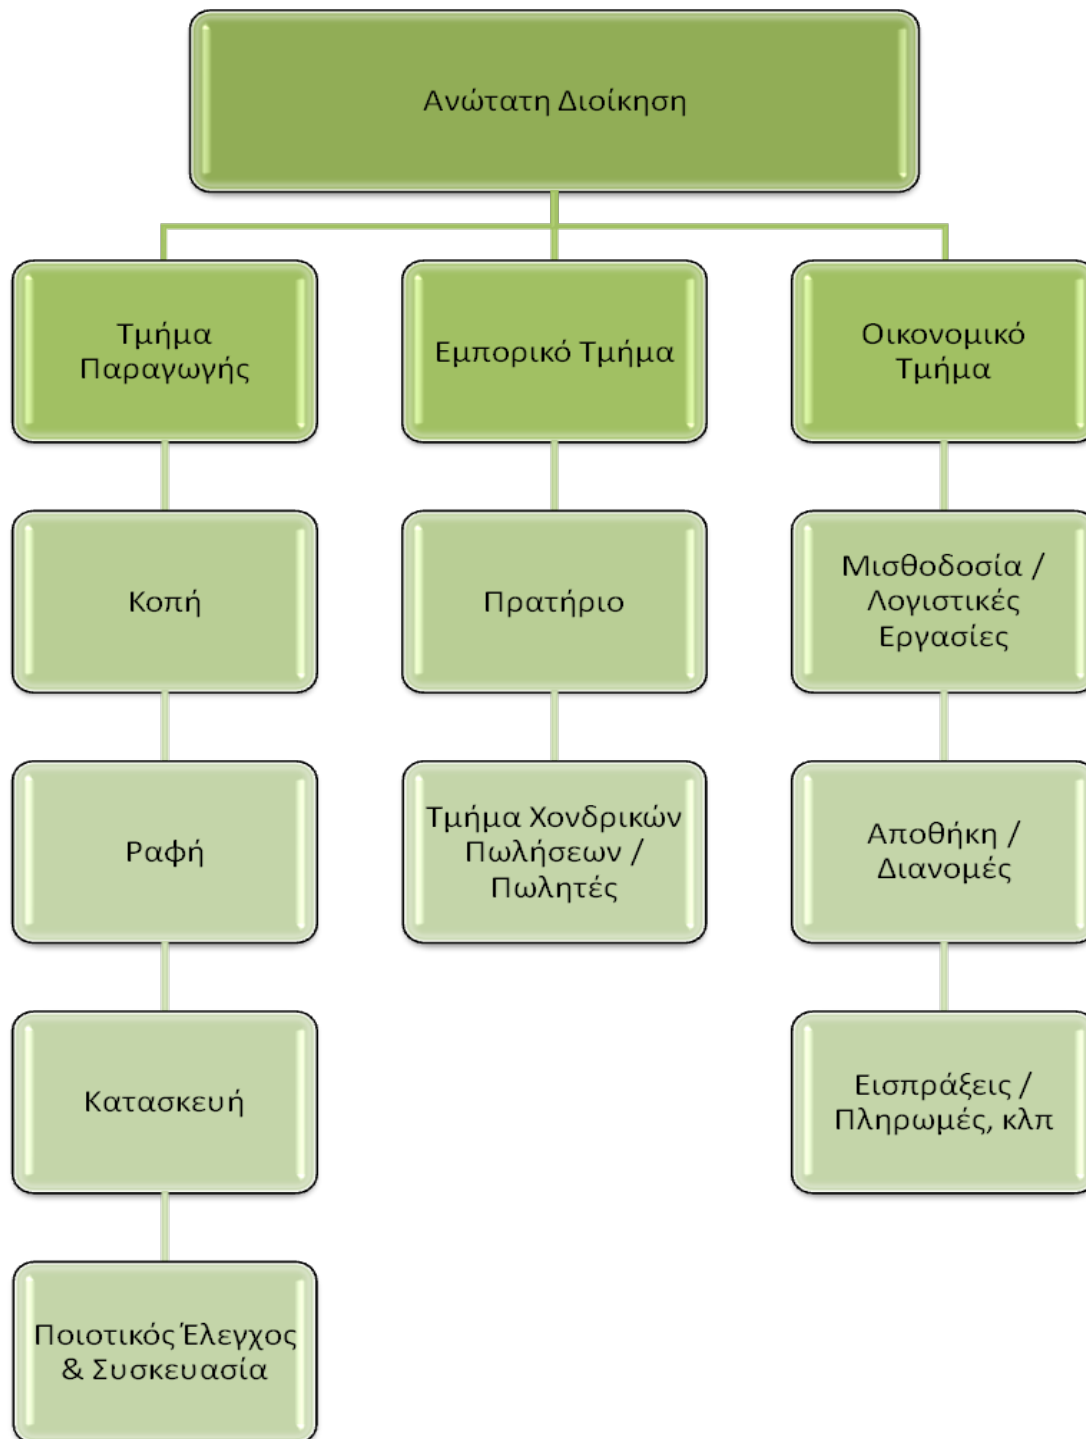 Ανώτατη Διοίκηση
Τμήμα
Παραγωγής
Εμπορικό Τμήμα
Οικονομικό
Τμήμα
Κοπή
Πρατήριο
Μισθοδοσία /
Λογιστικές
Εργασίες
Ραφή
Τμήμα Χονδρικών
Πωλήσεων /
Πωλητές
Αποθήκη /
Διανομές
Κατασκευή
Εισπράξεις /
Πληρωμές, κλπ
Ποιοτικός Έλεγχος
& Συσκευασία